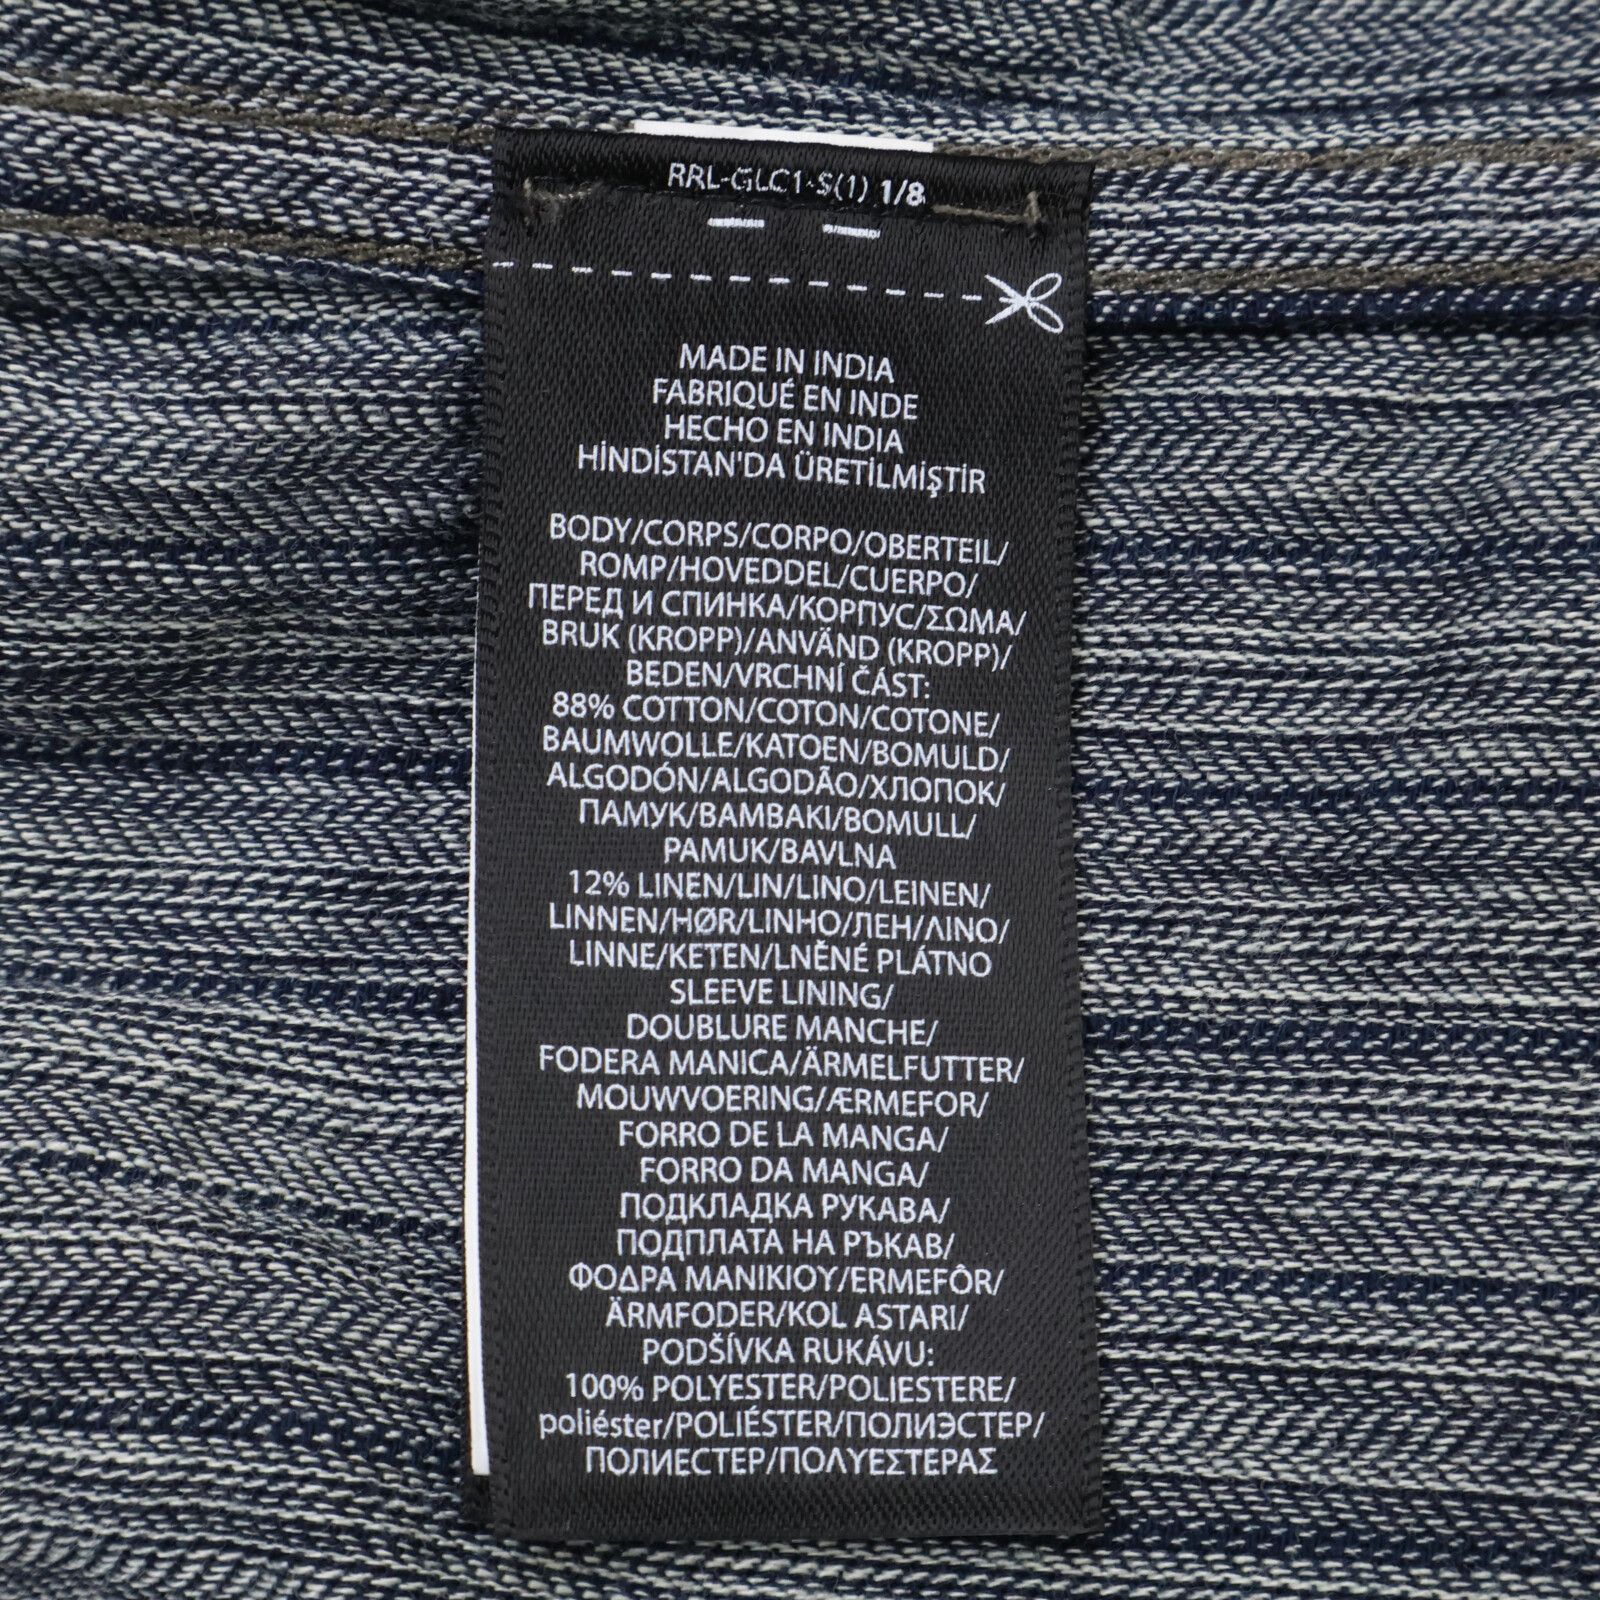 RRL-GLC1-S(1) 1/8
MADE IN INDIA
FABRIQUÉ EN INDE
HECHO EN INDIA
HİNDİSTAN'DA ÜRETİLMİŞTİR
BODY/CORPS/CORPO/OBERTEIL/
ROMP/HOVEDDEL/CUERPO/
ПЕРЕД И СПИНКА/КОРПУС/ΣΩΜΑ/
BRUK (KROPP)/ANVÄND (KROPP)/
BEDEN/VRCHNÍ ČÁST:
88% COTTON/COTON/COTONE/
BAUMWOLLE/KATOEN/BOMULD/
ALGODÓN/ALGODÃO/ХЛОПОК/
ПАМУК/ΒΑΜΒΑΚΙ/BOMULL/
PAMUK/BAVLNA
12% LINEN/LIN/LINO/LEINEN/
LINNEN/HØR/LINHO/ЛЕН/ΛΙΝΟ/
LINNE/KETEN/LNĚNÉ PLÁTNO
SLEEVE LINING/
DOUBLURE MANCHE/
FODERA MANICA/ÄRMELFUTTER/
MOUWVOERING/ÆRMEFOR/
FORRO DE LA MANGA/
FORRO DA MANGA/
ПОДКЛАДКА РУКАВА/
ПОДПЛАТА НА РЪКАВ/
ΦΟΔΡΑ ΜΑΝΙΚΙΟΥ/ERMEFÔR/
ÄRMFODER/KOL ASTARI/
PODŠÍVKA RUKÁVU:
100% POLYESTER/POLIESTERE/
poliéster/POLIÉSTER/ПОЛИЭСТЕР/
ПОЛИЕСТЕР/ΠΟΛΥΕΣΤΕΡΑΣ